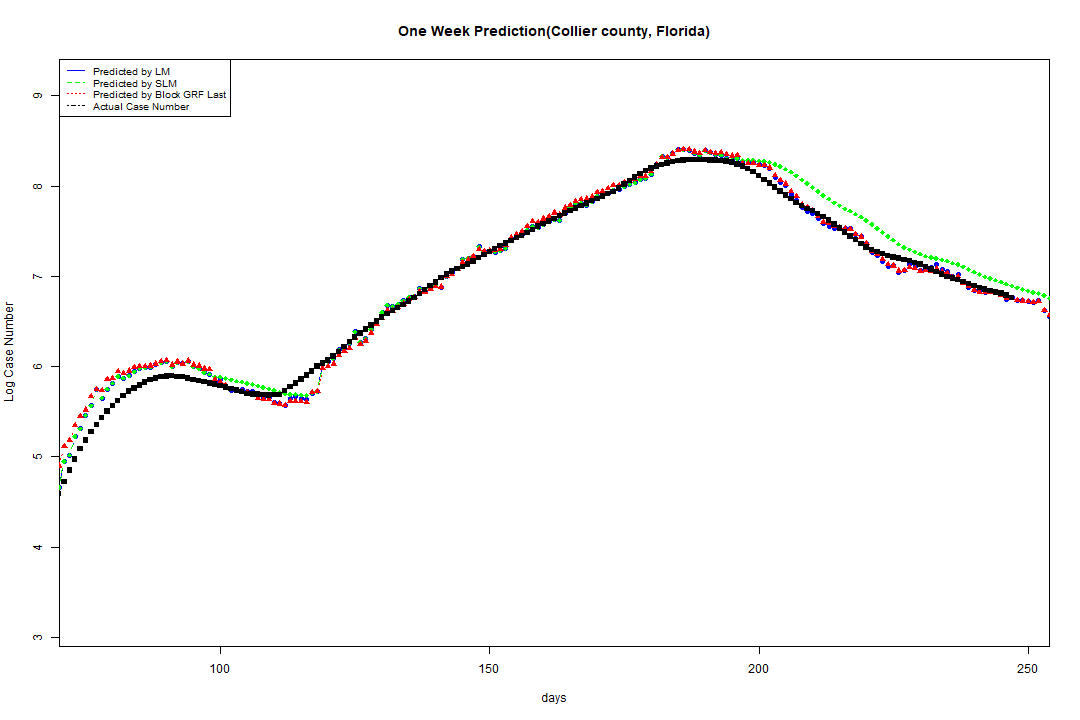 One Week Prediction(Collier county, Florida)
Predicted by LM
Predicted by SLM
Predicted by Block GRF Last
Actual Case Number
9
8
7
6
5
4
3
Log Case Number
100 150 200 250
days